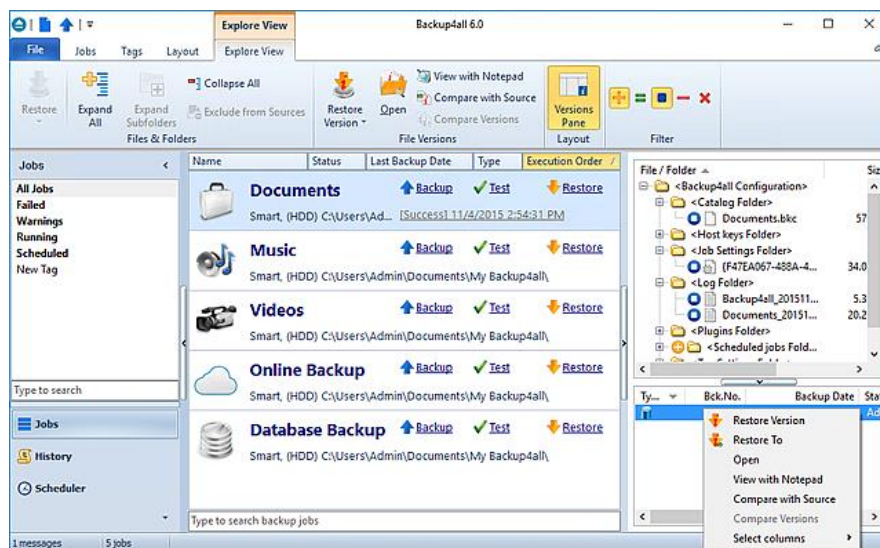 Explore View
Backup4all 6.0
File
Jobs
Tags
Layout
Explore View
Restore
Expand All
Expand Subfolders
Collapse All
Exclude from Sources
Files & Folders
Restore Version
Open
View with Notepad
Compare with Source
Compare Versions
File Versions
Versions Pane
Layout
Filter
Jobs
All Jobs
Failed
Warnings
Running
Scheduled
New Tag
Type to search
Jobs
History
Scheduler
1 messages
5 jobs
Name Status Last Backup Date Type Execution Order
Documents Backup Test Restore
Smart, (HDD) C:\Users\Ad... [Success] 11/4/2015 2:54:31 PM
Music Backup Test Restore
Smart, (HDD) C:\Users\Admin\Documents\My Backup4all\
Videos Backup Test Restore
Smart, (HDD) C:\Users\Admin\Documents\My Backup4all\
Online Backup Backup Test Restore
Smart, (HDD) C:\Users\Admin\Documents\My Backup4all\
Database Backup Backup Test Restore
Smart, (HDD) C:\Users\Admin\Documents\My Backup4all\
Type to search backup jobs
File / Folder Siz
<Backup4all Configuration>
<Catalog Folder>
Documents.bkc 57
<Host keys Folder>
<Job Settings Folder>
{F47EA067-488A-4... 34.0
<Log Folder>
Backup4all_201511... 5.3
Documents_20151... 20.2
<Plugins Folder>
<Scheduled jobs Fold...
Ty... Bck.No. Backup Date Sta
Ad
Restore Version
Restore To
Open
View with Notepad
Compare with Source
Compare Versions
Select columns